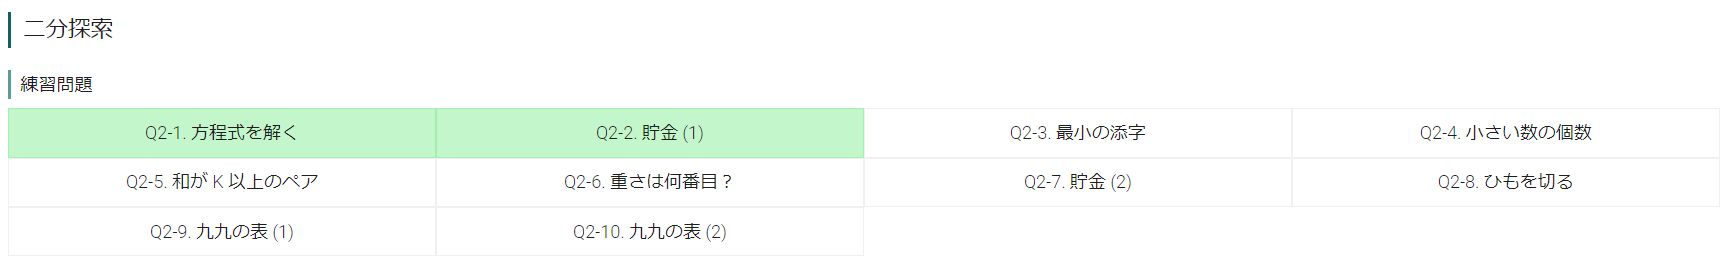 二分探索
練習問題
Q2-1. 方程式を解く Q2-2. 貯金 (1) Q2-3. 最小の添字 Q2-4. 小さい数の個数
Q2-5. 和が K 以上のペア Q2-6. 重さは何番目？ Q2-7. 貯金 (2) Q2-8. ひもを切る
Q2-9. 九九の表 (1) Q2-10. 九九の表 (2)